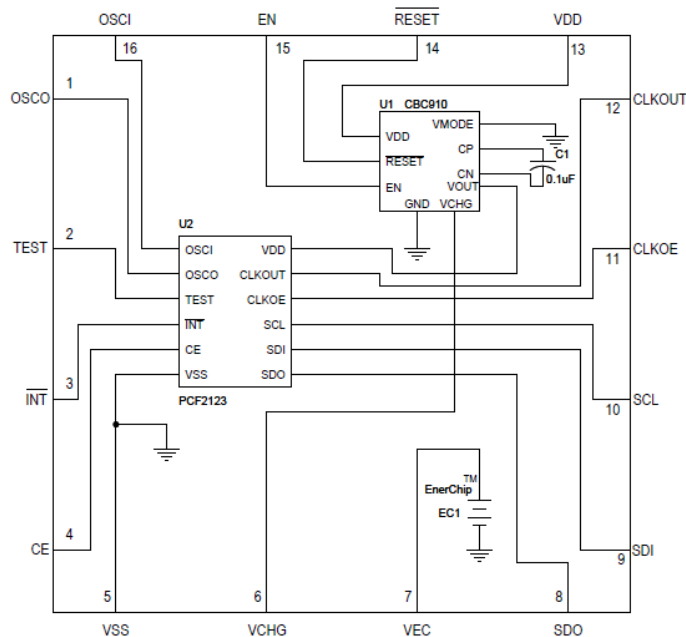 OSCI EN RESET VDD
16 15 14 13
1
OSCO
12
CLKOUT
U1 CBC910
VMODE
VDD
CP
RESET
CN
EN
VOUT
GND VCHG
C1
0.1uF
2
TEST
11
CLKOE
U2
OSCI VDD
OSCO CLKOUT
TEST CLKOE
INT SCL
CE SDI
VSS SDO
PCF2123
3
INT
10
SCL
TM
EnerChip
EC1
4
CE
9
SDI
5 6 7 8
VSS VCHG VEC SDO